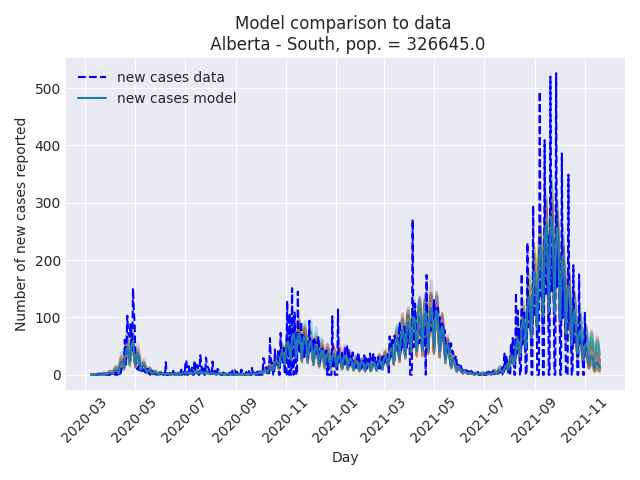 Model comparison to data
Alberta - South, pop. = 326645.0
new cases data
new cases model
Number of new cases reported
500
400
300
200
100
0
2020-03
2020-05
2020-07
2020-09
2020-11
2021-01
2021-03
2021-05
2021-07
2021-09
2021-11
Day